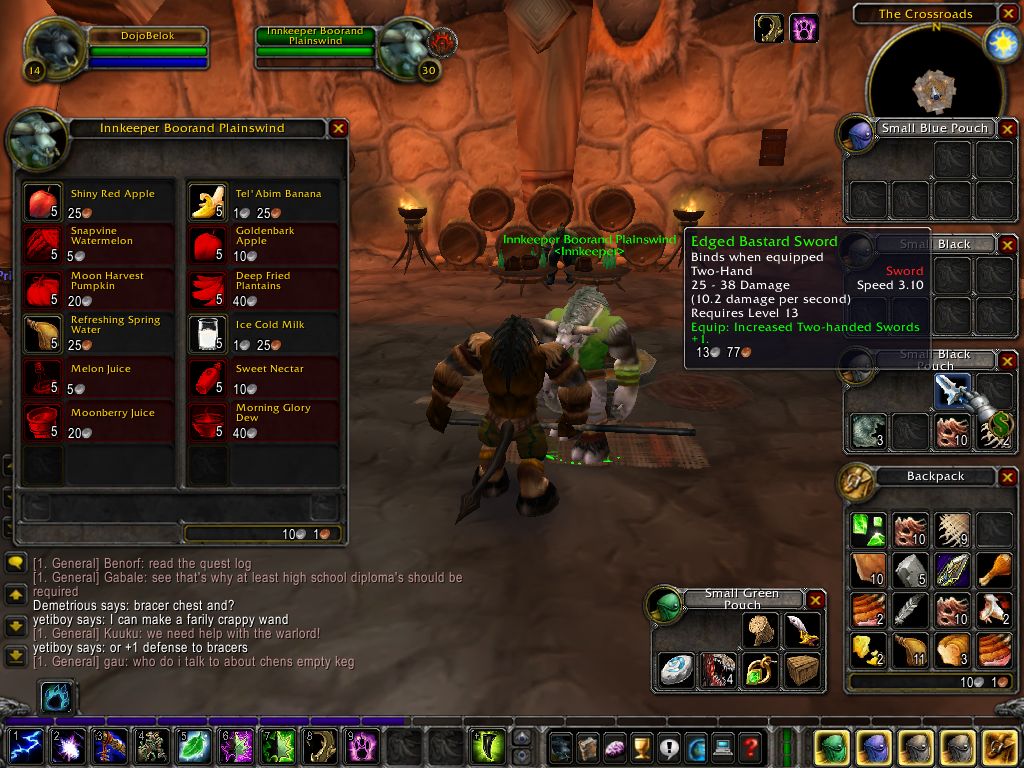 DojoBelok
14
Innkeeper Boorand
Plainswind
30
The Crossroads
N
Innkeeper Boorand Plainswind
Shiny Red Apple
5
25
Tel'Abim Banana
5
1 25
Snapvine
Watermelon
5
5
Goldenbark
Apple
5
10
Moon Harvest
Pumpkin
5
20
Deep Fried
Plantains
5
40
Refreshing Spring
Water
5
25
Ice Cold Milk
5
1 25
Melon Juice
5
5
Sweet Nectar
5
10
Moonberry Juice
5
20
Morning Glory
Dew
5
40
10 1
Innkeeper Boorand Plainswind
<Innkeeper>
Small Blue Pouch
Small Black
Edged Bastard Sword
Binds when equipped
Two-Hand Sword
25 - 38 Damage Speed 3.10
(10.2 damage per second)
Requires Level 13
Equip: Increased Two-handed Swords
+1.
13 77
Small Black
Pouch
3 10 2
Backpack
10 9
10 5
2 10 2
2 11 3
10 1
Small Green
Pouch
4
[1. General] Benorf: read the quest log
[1. General] Gabale: see that's why at least high school diploma's should be
required
Demetrious says: bracer chest and?
yetiboy says: I can make a farily crappy wand
[1. General] Kuuku: we need help with the warlord!
yetiboy says: or +1 defense to bracers
[1. General] gau: who do i talk to about chens empty keg
1 2 3 4 5 6 7 8 9